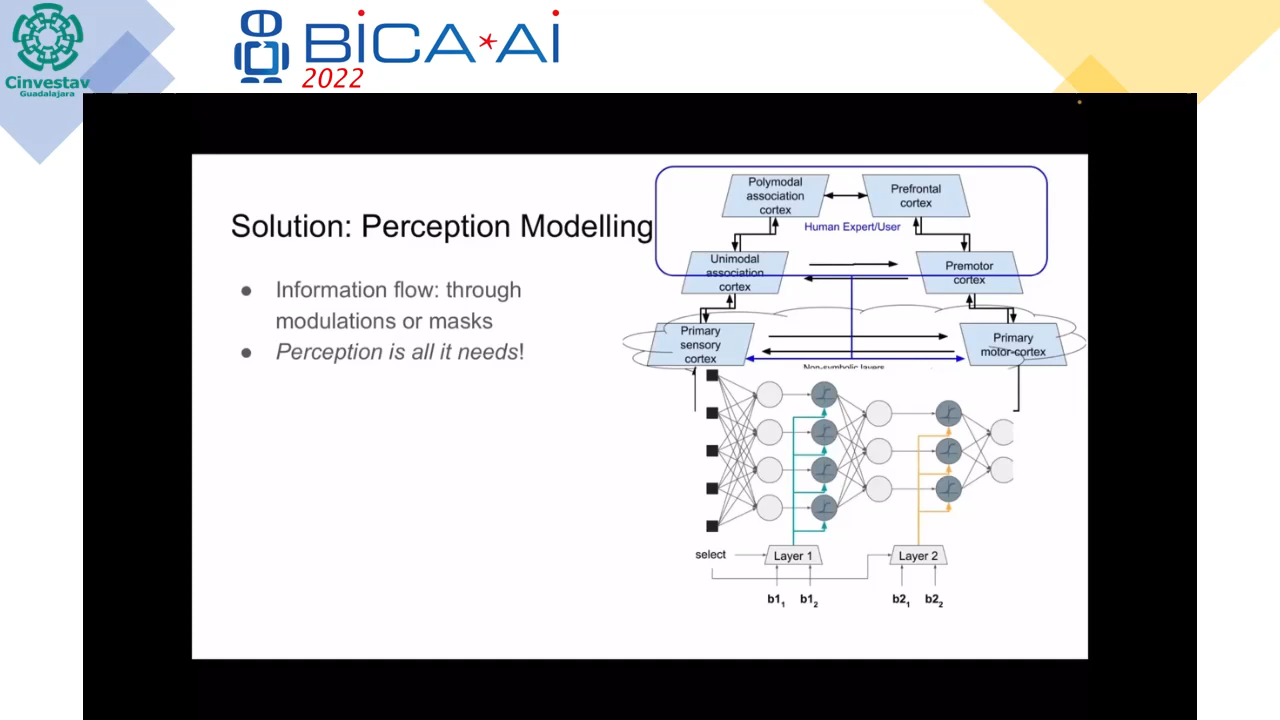 Cinvestav
Guadalajara
BiCA*Ai
2022
Solution: Perception Modelling
Information flow: through
modulations or masks
Perception is all it needs!
Polymodal
association
cortex
Prefrontal
cortex
Human Expert/User
Unimodal
association
cortex
Premotor
cortex
Primary
sensory
cortex
Primary
motor-cortex
Non-symbolic layers
select
Layer 1
Layer 2
b1₁
b1₂
b2₁
b2₂